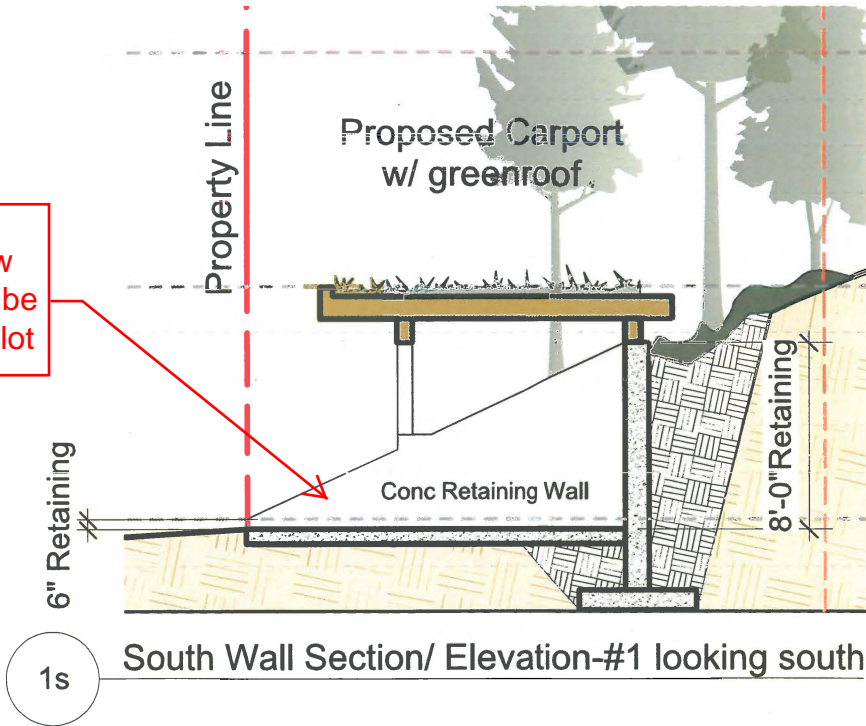 Property Line
Proposed Carport
w/ greenroof
be
lot
8'-0"Retaining
6" Retaining
Conc Retaining Wall
1s
South Wall Section/ Elevation-#1 looking south